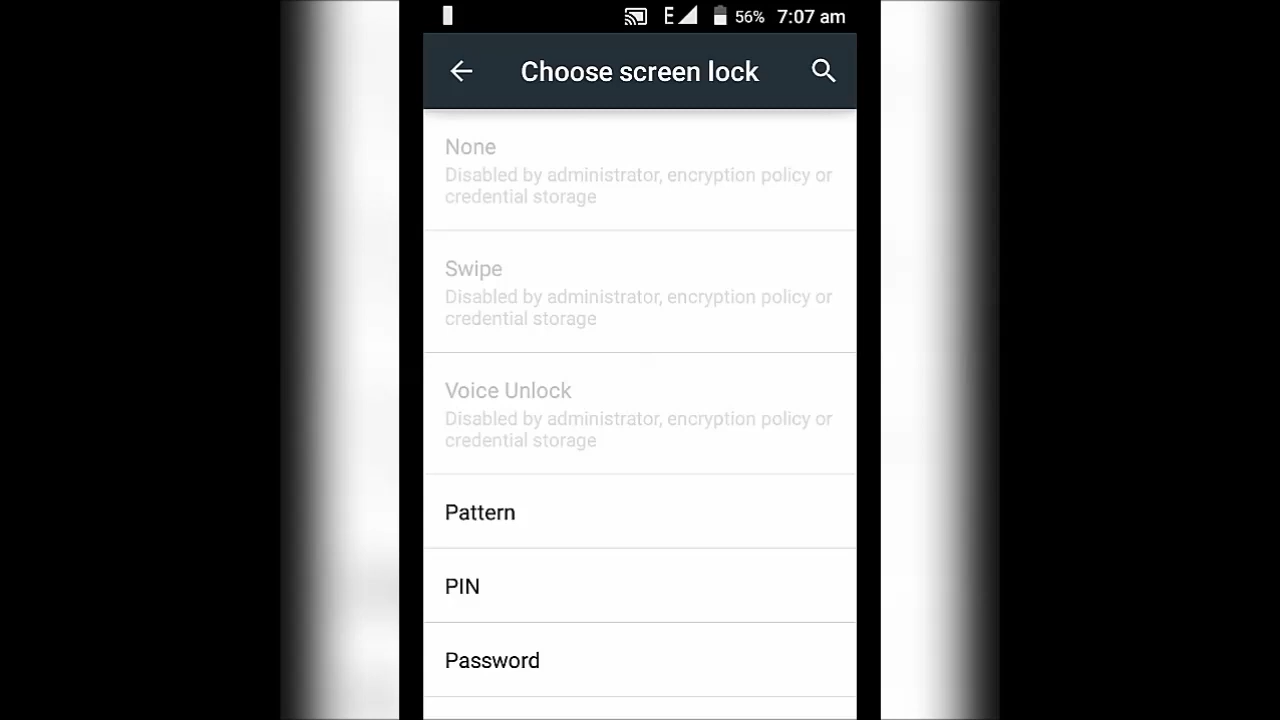 E 56% 7:07 am
Choose screen lock
None
Disabled by administrator, encryption policy or
credential storage
Swipe
Disabled by administrator, encryption policy or
credential storage
Voice Unlock
Disabled by administrator, encryption policy or
credential storage
Pattern
PIN
Password